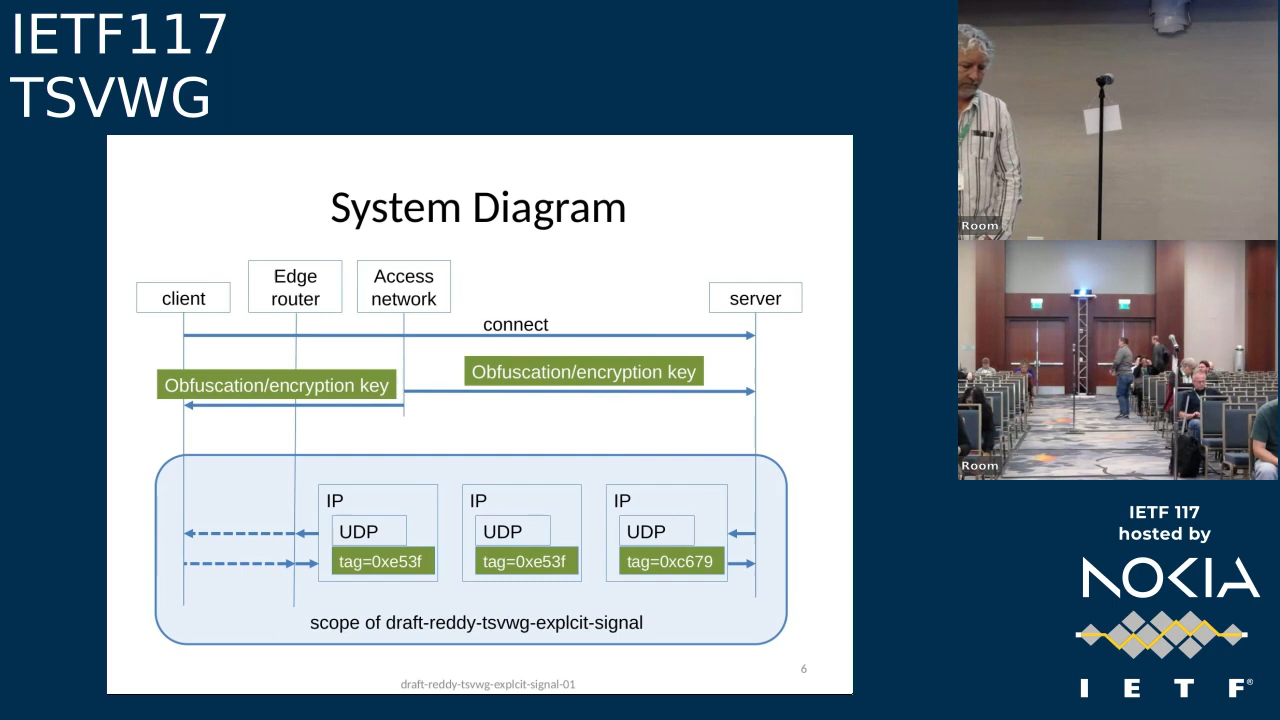 IETF117
TSVWG
System Diagram
client
Edge
router
Access
network
server
connect
Obfuscation/encryption key
Obfuscation/encryption key
IP
IP
IP
UDP
UDP
UDP
tag=0xe53f
tag=0xe53f
tag=0xc679
scope of draft-reddy-tsvwg-explcit-signal
6
draft-reddy-tsvwg-explcit-signal-01
Room
Room
IETF 117
hosted by
NOKIA
I E T F®